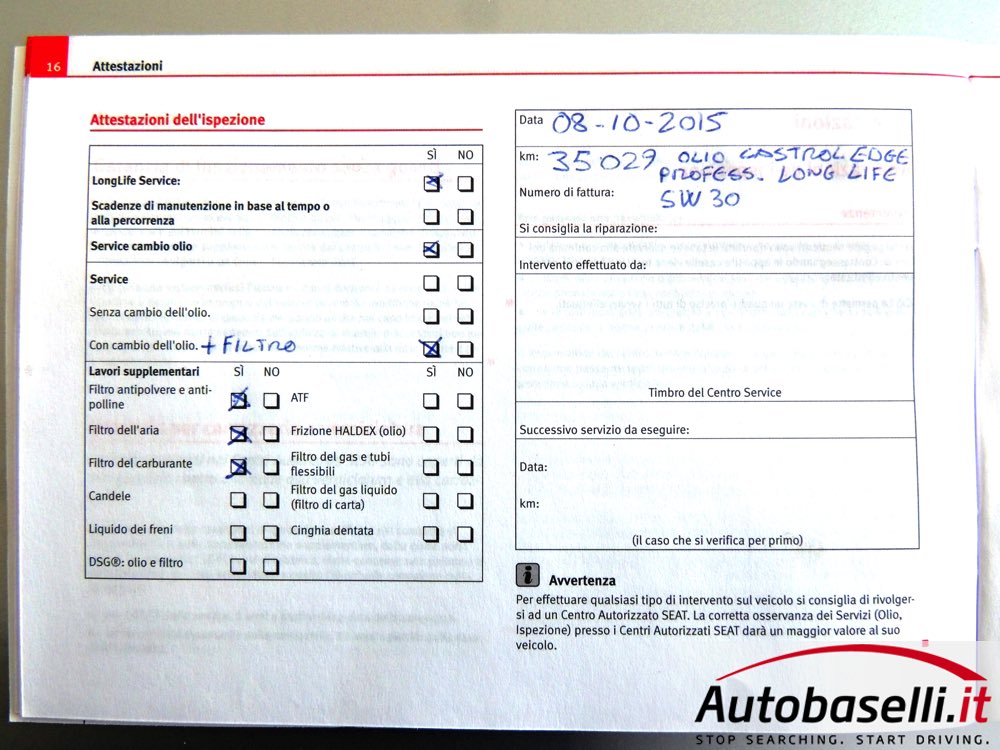 16 Attestazioni
Attestazioni dell'ispezione
SÌ NO
LongLife Service:
Scadenze di manutenzione in base al tempo o
alla percorrenza
Service cambio olio
Service
Senza cambio dell'olio.
Con cambio dell'olio. + FILTRO
Lavori supplementari SÌ NO SÌ NO
Filtro antipolvere e anti-
polline
ATF
Filtro dell'aria
Frizione HALDEX (olio)
Filtro del carburante
Filtro del gas e tubi
flessibili
Candele
Filtro del gas liquido
(filtro di carta)
Liquido dei freni
Cinghia dentata
DSG®: olio e filtro
Data 08-10-2015
km: 35029 OLIO CASTROL EDGE
PROFESS. LONG LIFE
Numero di fattura: 5W30
Si consiglia la riparazione:
Intervento effettuato da:
Timbro del Centro Service
Successivo servizio da eseguire:
Data:
km:
(il caso che si verifica per primo)
Avvertenza
Per effettuare qualsiasi tipo di intervento sul veicolo si consiglia di rivolger-
si ad un Centro Autorizzato SEAT. La corretta osservanza dei Servizi (Olio,
Ispezione) presso i Centri Autorizzati SEAT darà un maggior valore al suo
veicolo.
Autobaselli.it
STOP SEARCHING. START DRIVING.